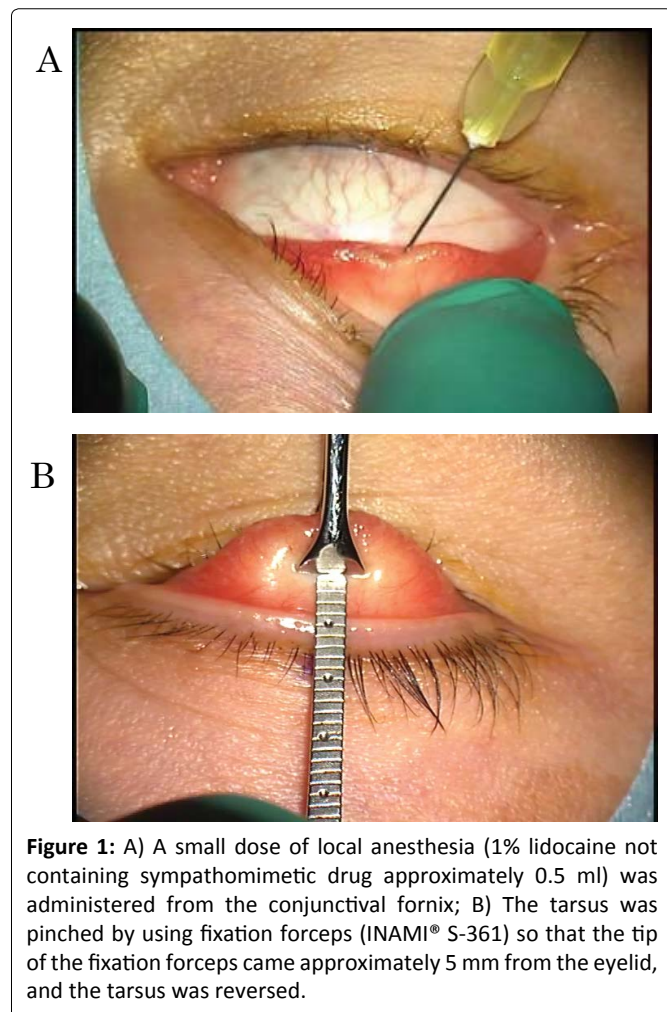 A
B
Figure 1: A) A small dose of local anesthesia (1% lidocaine not
containing sympathomimetic drug approximately 0.5 ml) was
administered from the conjunctival fornix; B) The tarsus was
pinched by using fixation forceps (INAMI® S-361) so that the tip
of the fixation forceps came approximately 5 mm from the eyelid,
and the tarsus was reversed.